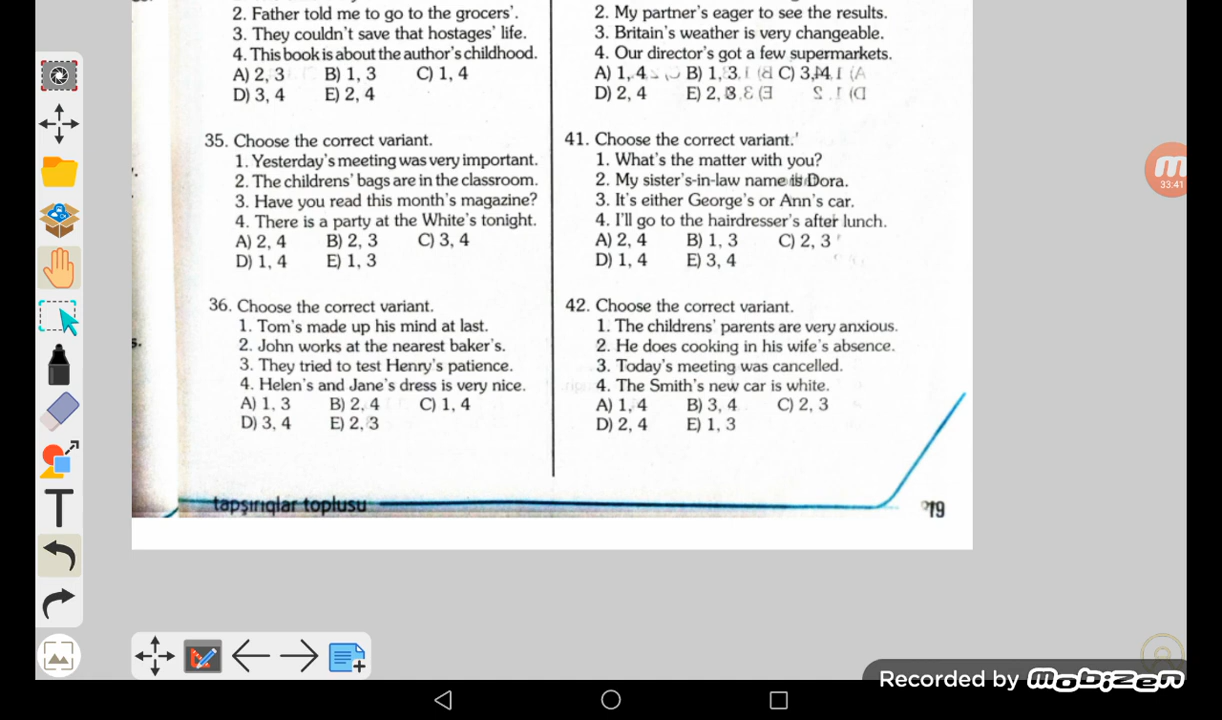 2. Father told me to go to the grocers'.
3. They couldn't save that hostages' life.
4. This book is about the author's childhood.
A) 2, 3 B) 1, 3 C) 1, 4
D) 3, 4 E) 2, 4
35. Choose the correct variant.
1. Yesterday's meeting was very important.
2. The childrens' bags are in the classroom.
3. Have you read this month's magazine?
4. There is a party at the White's tonight.
A) 2, 4 B) 2, 3 C) 3, 4
D) 1, 4 E) 1, 3
36. Choose the correct variant.
1. Tom's made up his mind at last.
2. John works at the nearest baker's.
3. They tried to test Henry's patience.
4. Helen's and Jane's dress is very nice.
A) 1, 3 B) 2, 4 C) 1, 4
D) 3, 4 E) 2, 3
2. My partner's eager to see the results.
3. Britain's weather is very changeable.
4. Our director's got a few supermarkets.
A) 1, 4 B) 1, 3 C) 3, 4
D) 2, 4 E) 2, 3
41. Choose the correct variant.
1. What's the matter with you?
2. My sister's-in-law name is Dora.
3. It's either George's or Ann's car.
4. I'll go to the hairdresser's after lunch.
A) 2, 4 B) 1, 3 C) 2, 3
D) 1, 4 E) 3, 4
42. Choose the correct variant.
1. The childrens' parents are very anxious.
2. He does cooking in his wife's absence.
3. Today's meeting was cancelled.
4. The Smith's new car is white.
A) 1, 4 B) 3, 4 C) 2, 3
D) 2, 4 E) 1, 3
tapşırıqlar toplusu
19
33:41
Recorded by mobizen